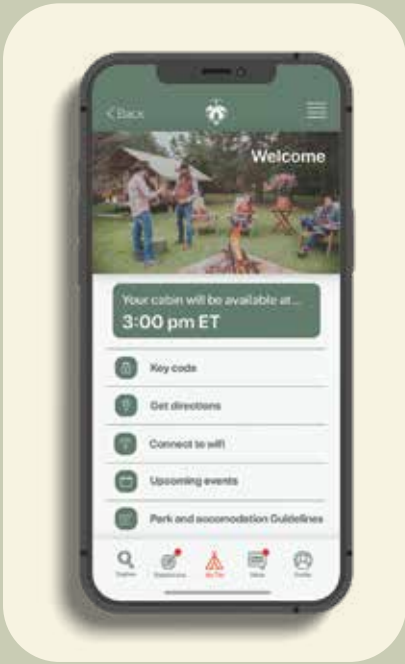 Back
Welcome
Your cabin will be available at...
3:00 pm ET
Key code
Get directions
Connect to wifi
Upcoming events
Park and accomodation Guidelines
My Trip